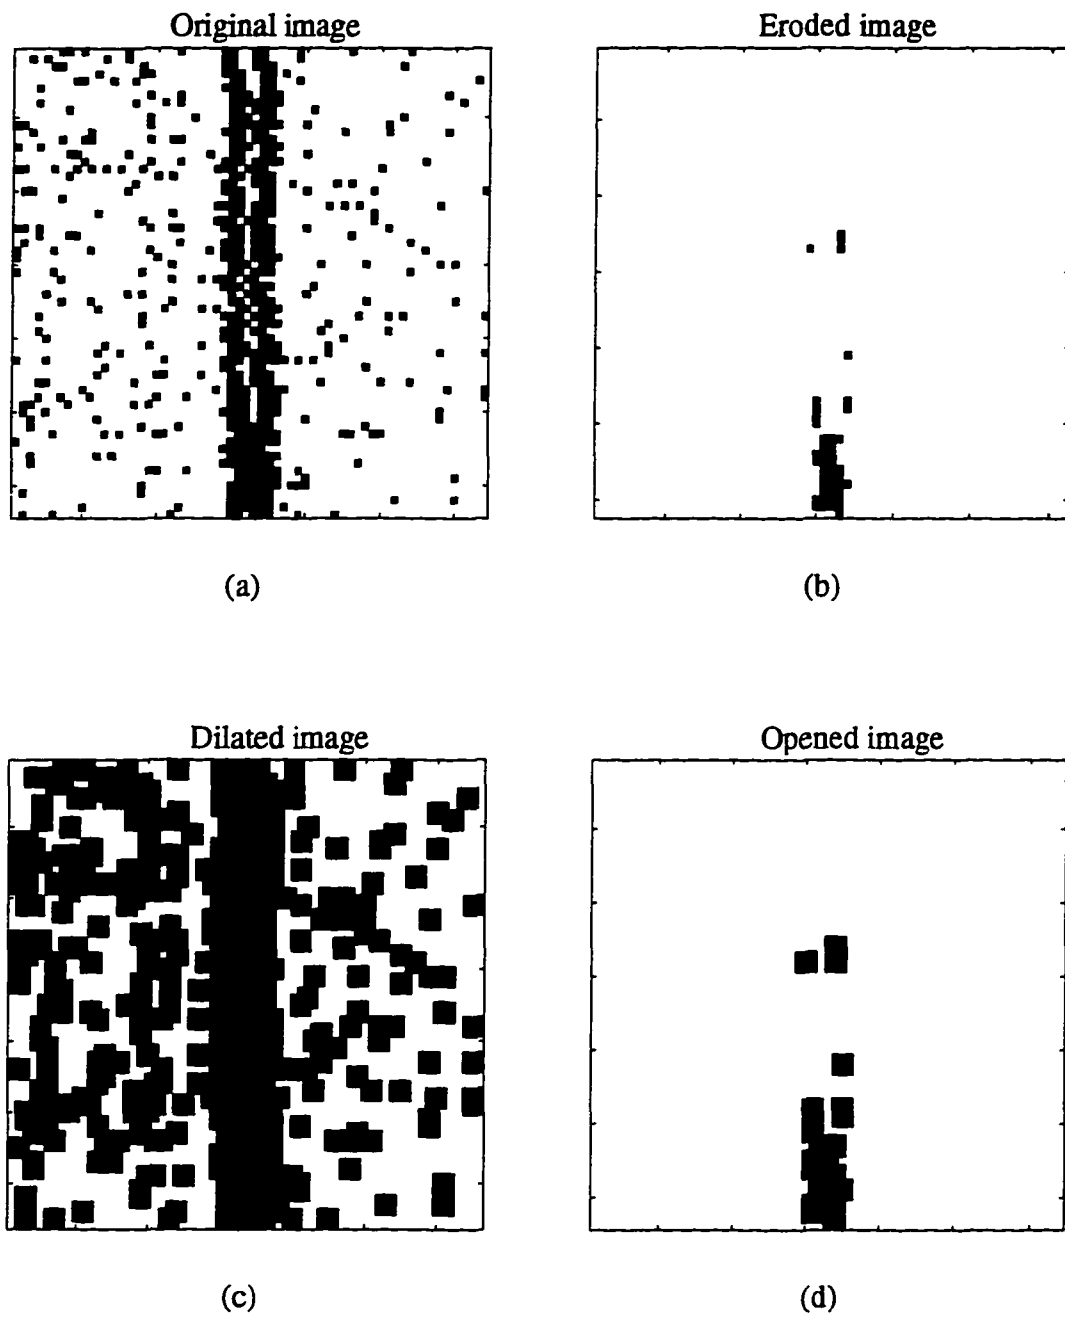 Original image
Eroded image
(a)
(b)
Dilated image
Opened image
(c)
(d)